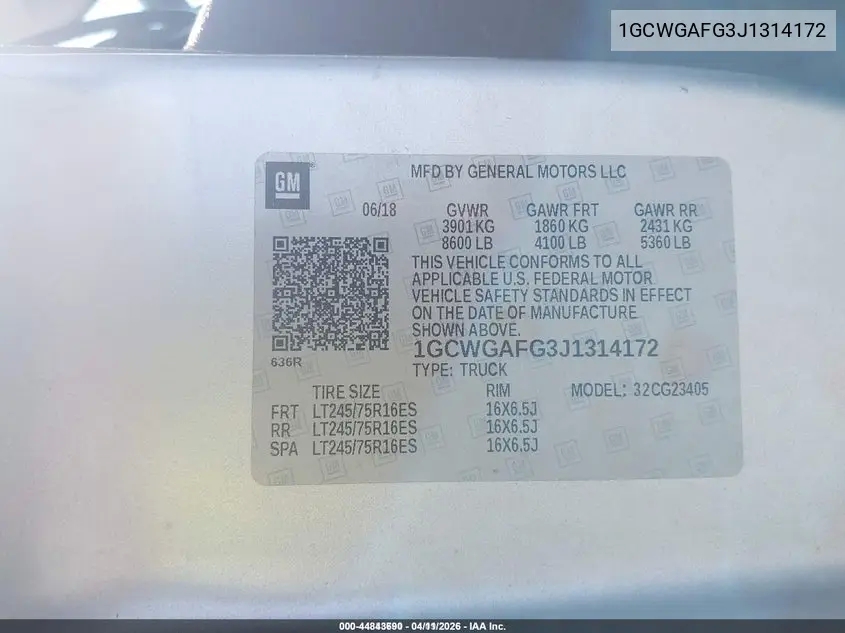 1GCWGAFG3J1314172
GM
MFD BY GENERAL MOTORS LLC
06/18 GVWR GAWR FRT GAWR RR
3901 KG 1860 KG 2431 KG
8600 LB 4100 LB 5360 LB
THIS VEHICLE CONFORMS TO ALL
APPLICABLE U.S. FEDERAL MOTOR
VEHICLE SAFETY STANDARDS IN EFFECT
ON THE DATE OF MANUFACTURE
SHOWN ABOVE.
1GCWGAFG3J1314172
TYPE: TRUCK
636R
TIRE SIZE RIM MODEL: 32CG23405
FRT LT245/75R16ES 16X6.5J
RR LT245/75R16ES 16X6.5J
SPA LT245/75R16ES 16X6.5J
- IAA Inc.